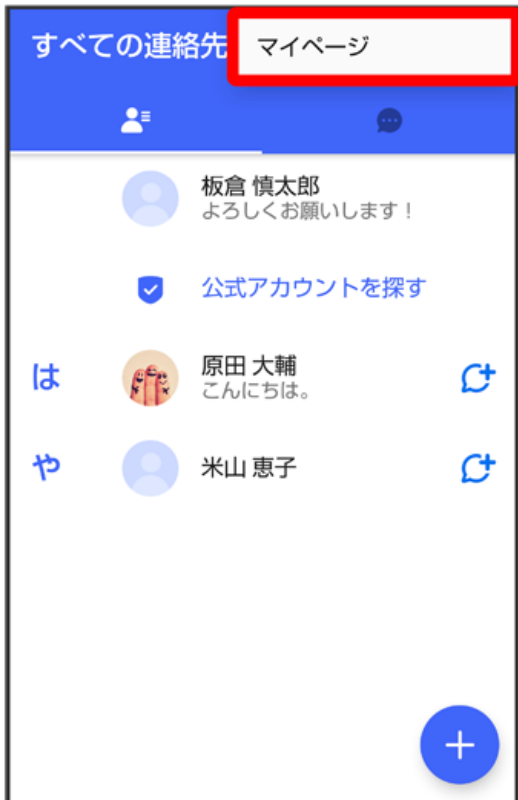 すべての連絡先
マイページ
板倉 慎太郎
よろしくお願いします！
公式アカウントを探す
は
原田 大輔
こんにちは。
や
米山 恵子